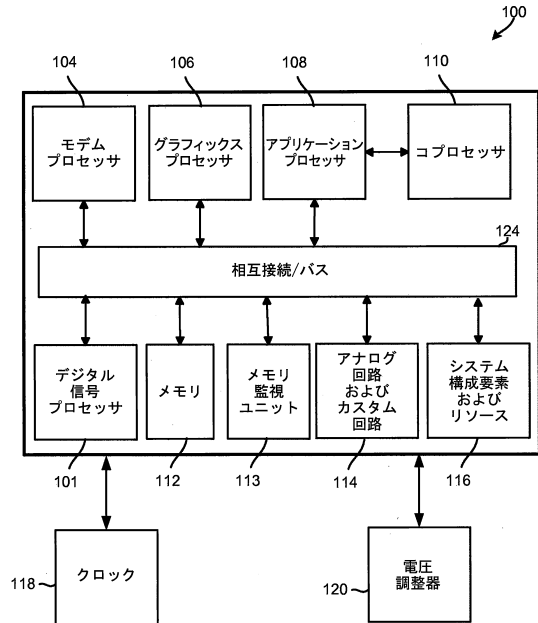 100
104
106
108
110
モデム
プロセッサ
グラフィックス
プロセッサ
アプリケーション
プロセッサ
コプロセッサ
124
相互接続/バス
デジタル
信号
プロセッサ
メモリ
メモリ
監視
ユニット
アナログ
回路
および
カスタム
回路
システム
構成要素
および
リソース
101
112
113
114
116
118
クロック
120
電圧
調整器